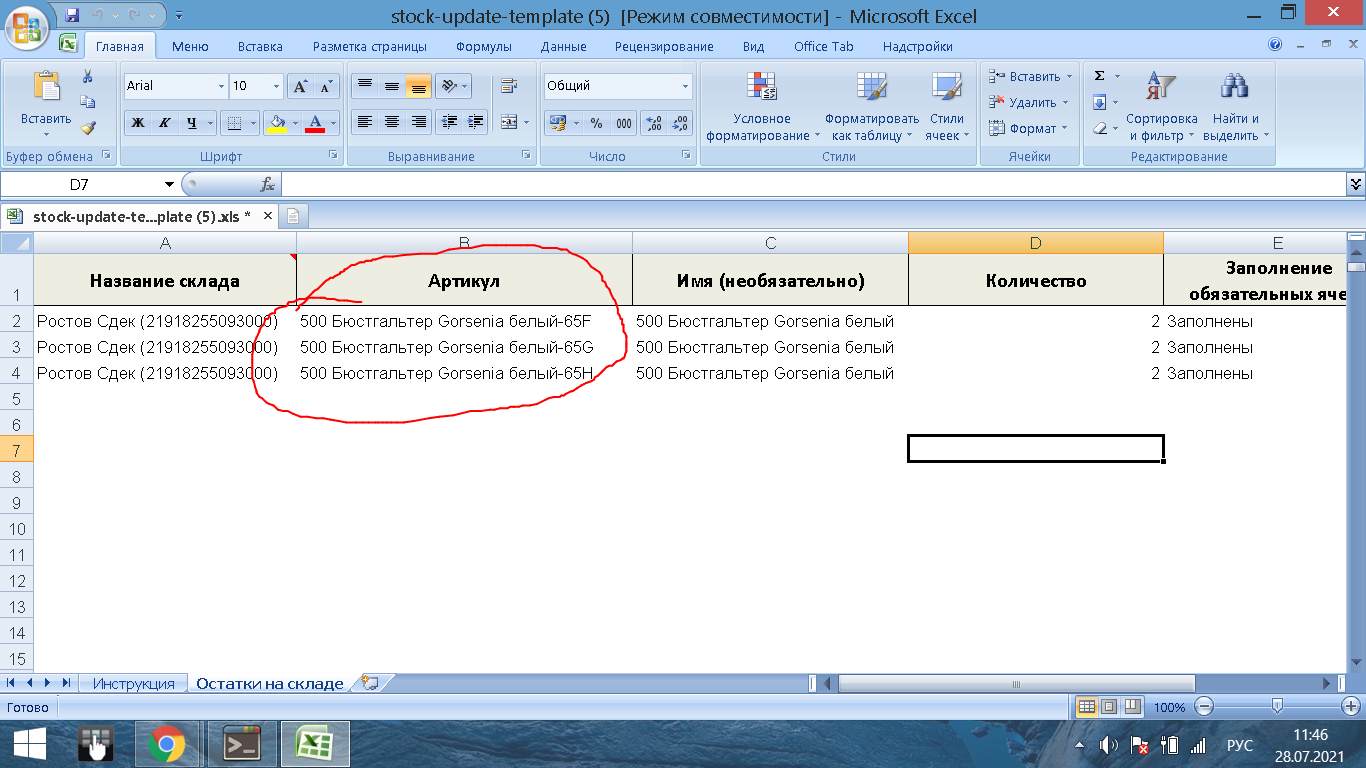 stock-update-template (5) [Режим совместимости] - Microsoft Excel
Главная Меню Вставка Разметка страницы Формулы Данные Рецензирование Вид Office Tab Надстройки
Вставить
Буфер обмена
Arial 10
Ж К Ч А
Шрифт
Выравнивание
Общий
% 000
Число
Условное форматирование
Форматировать как таблицу
Стили ячеек
Стили
Вставить
Удалить
Формат
Ячейки
Σ
Сортировка и фильтр
Найти и выделить
Редактирование
D7 fx
stock-update-te...plate (5).xls *
A B C D E
1 Название склада Артикул Имя (необязательно) Количество Заполнение обязательных яче
2 Ростов Сдек (21918255093000) 500 Бюстгальтер Gorsenia белый-65F 500 Бюстгальтер Gorsenia белый 2 Заполнены
3 Ростов Сдек (21918255093000) 500 Бюстгальтер Gorsenia белый-65G 500 Бюстгальтер Gorsenia белый 2 Заполнены
4 Ростов Сдек (21918255093000) 500 Бюстгальтер Gorsenia белый-65H 500 Бюстгальтер Gorsenia белый 2 Заполнены
5
6
7
8
9
10
11
12
13
14
15
Инструкция Остатки на складе
Готово 100%
РУС 11:46
28.07.2021